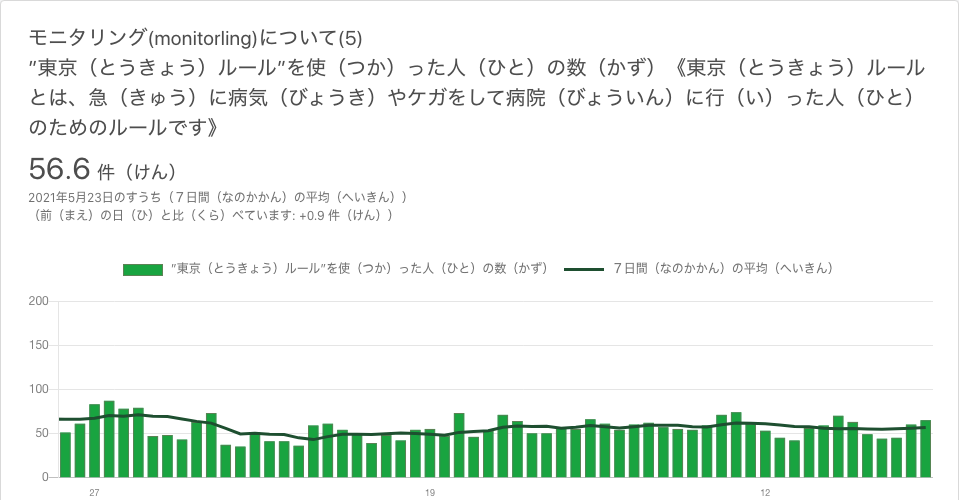 モニタリング(monitorling)について(5)
”東京（とうきょう）ルール”を使（つか）った人（ひと）の数（かず）《東京（とうきょう）ルール
とは、急（きゅう）に病気（びょうき）やケガをして病院（びょういん）に行（い）った人（ひと）
のためのルールです》
56.6 件（けん）
2021年5月23日のすうち（７日間（なのかかん）の平均（へいきん））
（前（まえ）の日（ひ）と比（くら）べています: +0.9 件（けん））
”東京（とうきょう）ルール”を使（つか）った人（ひと）の数（かず） ７日間（なのかかん）の平均（へいきん）
200
150
100
50
0
27 19 12